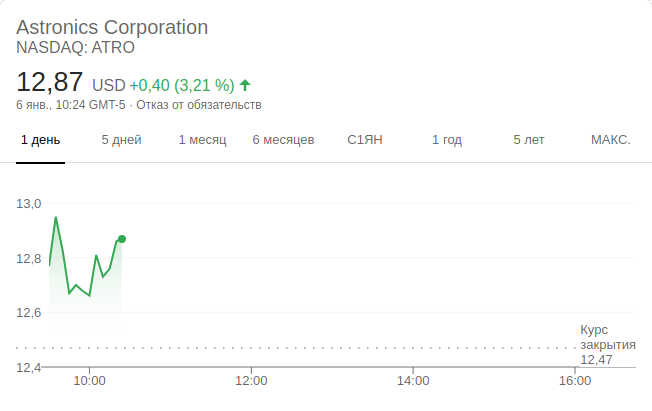 Astronics Corporation
NASDAQ: ATRO
12,87 USD +0,40 (3,21 %)
6 янв., 10:24 GMT-5 · Отказ от обязательств
1 день 5 дней 1 месяц 6 месяцев С1ЯН 1 год 5 лет МАКС.
13,0
12,8
12,6
12,4
Курс
закрытия
12,47
10:00 12:00 14:00 16:00